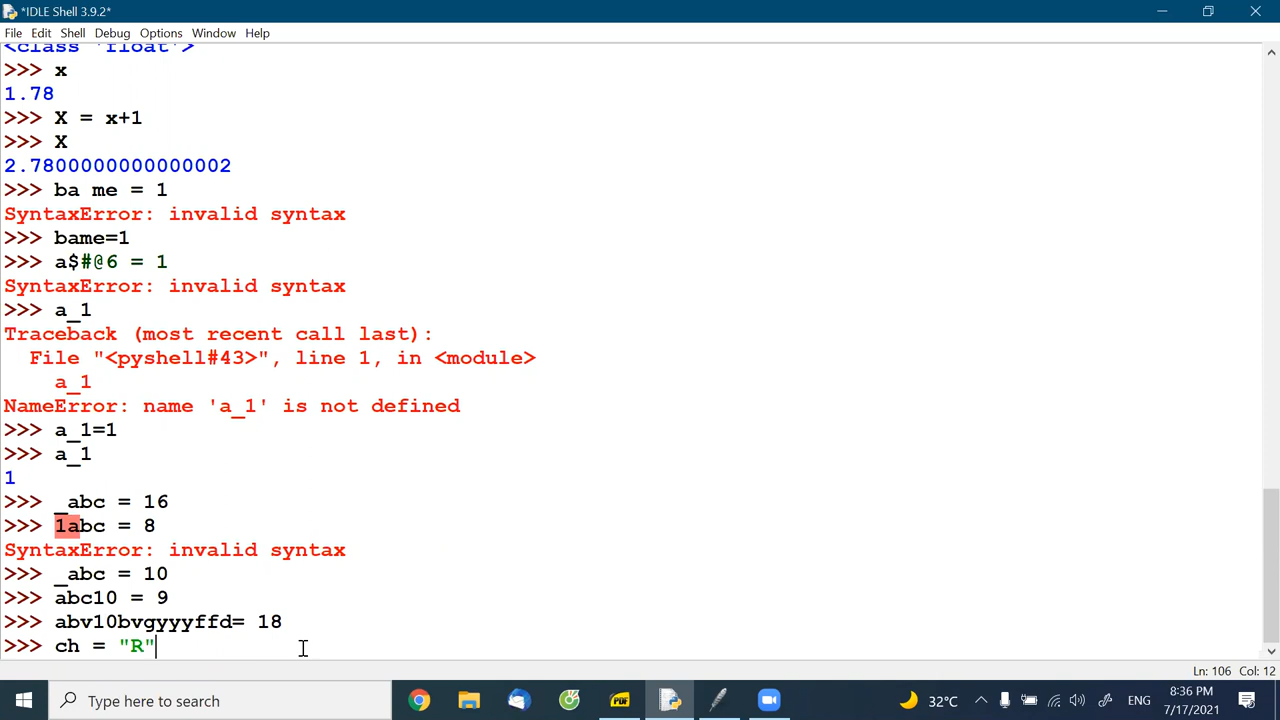 *IDLE Shell 3.9.2*
File Edit Shell Debug Options Window Help
<class 'float'>
>>> x
1.78
>>> X = x+1
>>> X
2.7800000000000002
>>> ba me = 1
SyntaxError: invalid syntax
>>> bame=1
>>> a$#@6 = 1
SyntaxError: invalid syntax
>>> a_1
Traceback (most recent call last):
  File "<pyshell#43>", line 1, in <module>
    a_1
NameError: name 'a_1' is not defined
>>> a_1=1
>>> a_1
1
>>> _abc = 16
>>> 1abc = 8
SyntaxError: invalid syntax
>>> _abc = 10
>>> abc10 = 9
>>> abv10bvgyyyffd= 18
>>> ch = "R"
Ln: 106 Col: 12
Type here to search
PDF
32°C
ENG
8:36 PM
7/17/2021